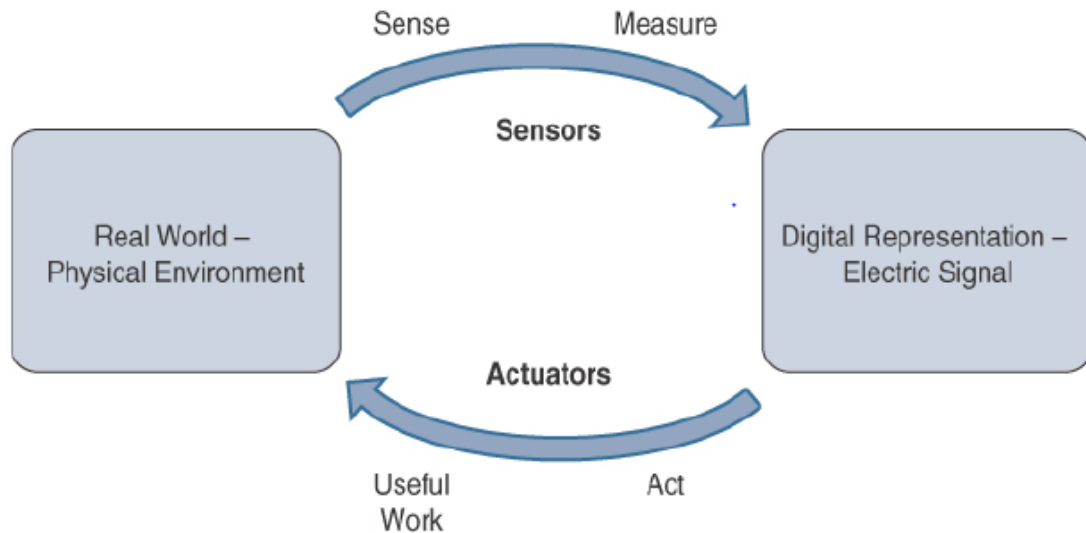 Sense
Measure
Sensors
Real World –
Physical Environment
Digital Representation –
Electric Signal
Actuators
Useful
Work
Act